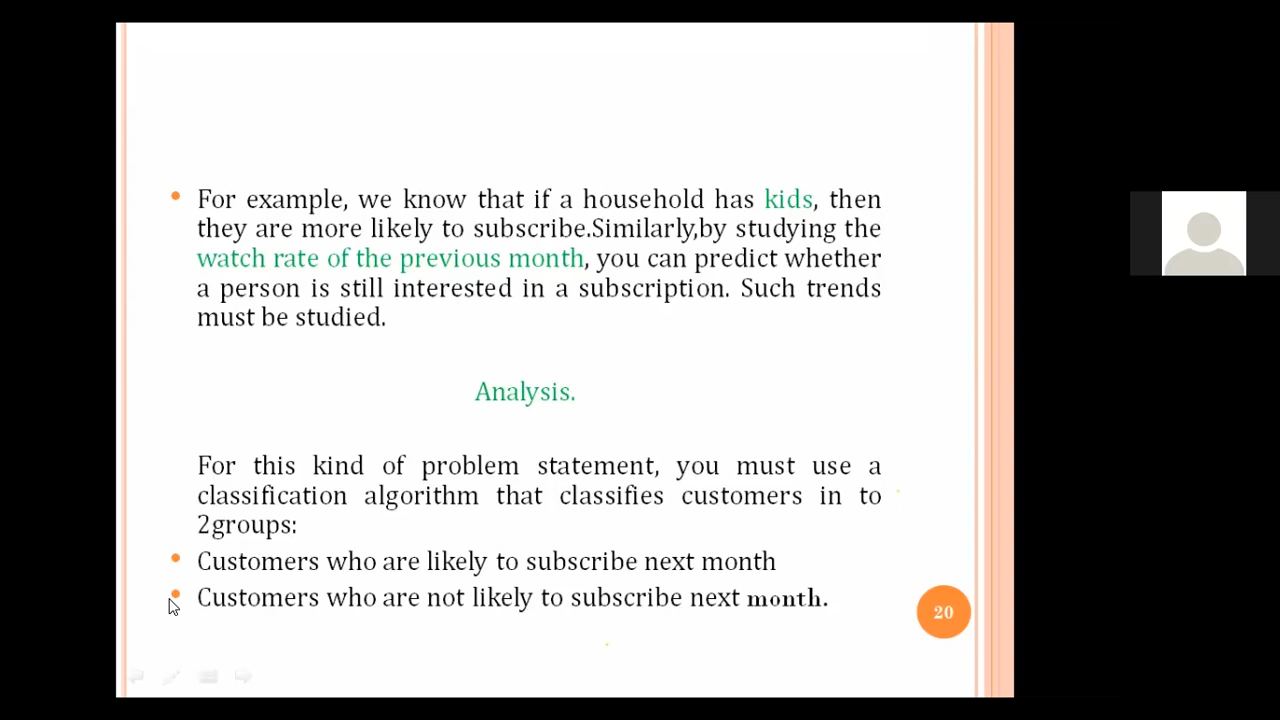 For example, we know that if a household has kids, then
they are more likely to subscribe.Similarly,by studying the
watch rate of the previous month, you can predict whether
a person is still interested in a subscription. Such trends
must be studied.
Analysis.
For this kind of problem statement, you must use a
classification algorithm that classifies customers in to
2groups:
Customers who are likely to subscribe next month
Customers who are not likely to subscribe next month.
20